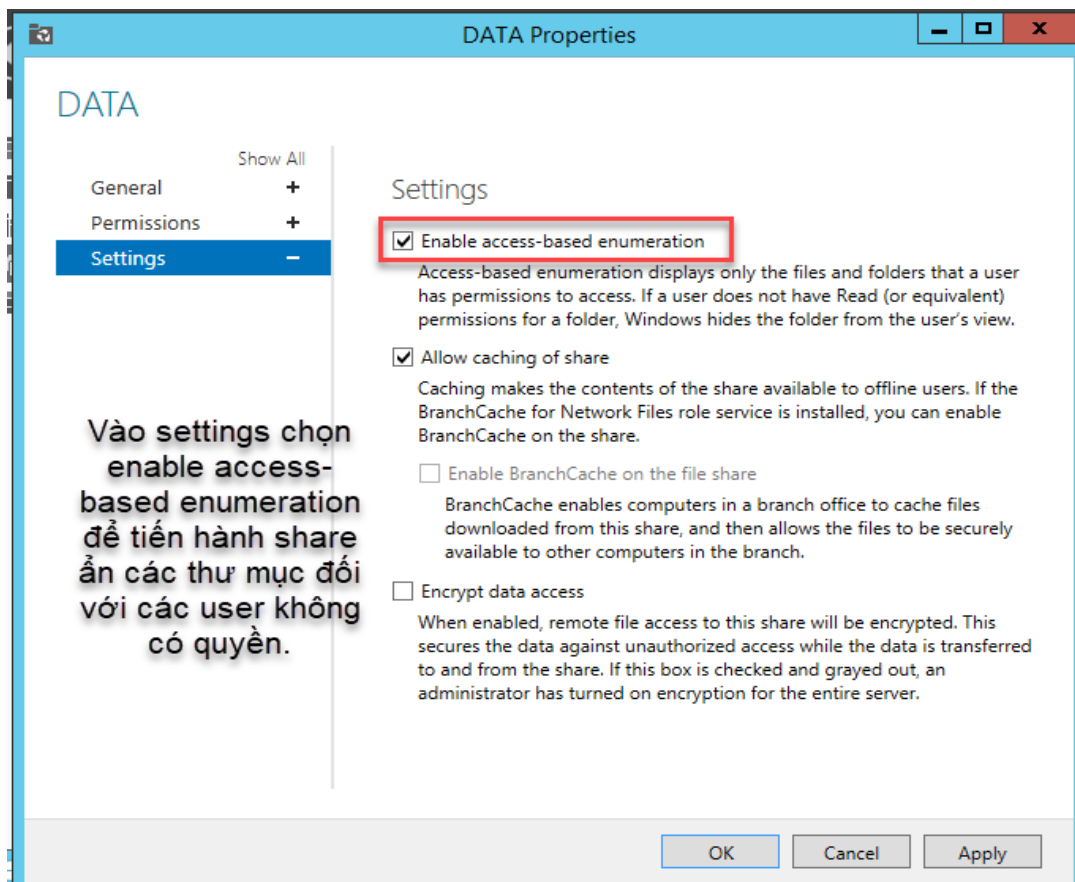 DATA Properties
DATA
Show All
General
Permissions
Settings
Vào settings chọn
enable access-
based enumeration
để tiến hành share
ẩn các thư mục đối
với các user không
có quyền.
Settings
Enable access-based enumeration
Access-based enumeration displays only the files and folders that a user
has permissions to access. If a user does not have Read (or equivalent)
permissions for a folder, Windows hides the folder from the user's view.
Allow caching of share
Caching makes the contents of the share available to offline users. If the
BranchCache for Network Files role service is installed, you can enable
BranchCache on the share.
Enable BranchCache on the file share
BranchCache enables computers in a branch office to cache files
downloaded from this share, and then allows the files to be securely
available to other computers in the branch.
Encrypt data access
When enabled, remote file access to this share will be encrypted. This
secures the data against unauthorized access while the data is transferred
to and from the share. If this box is checked and grayed out, an
administrator has turned on encryption for the entire server.
OK
Cancel
Apply